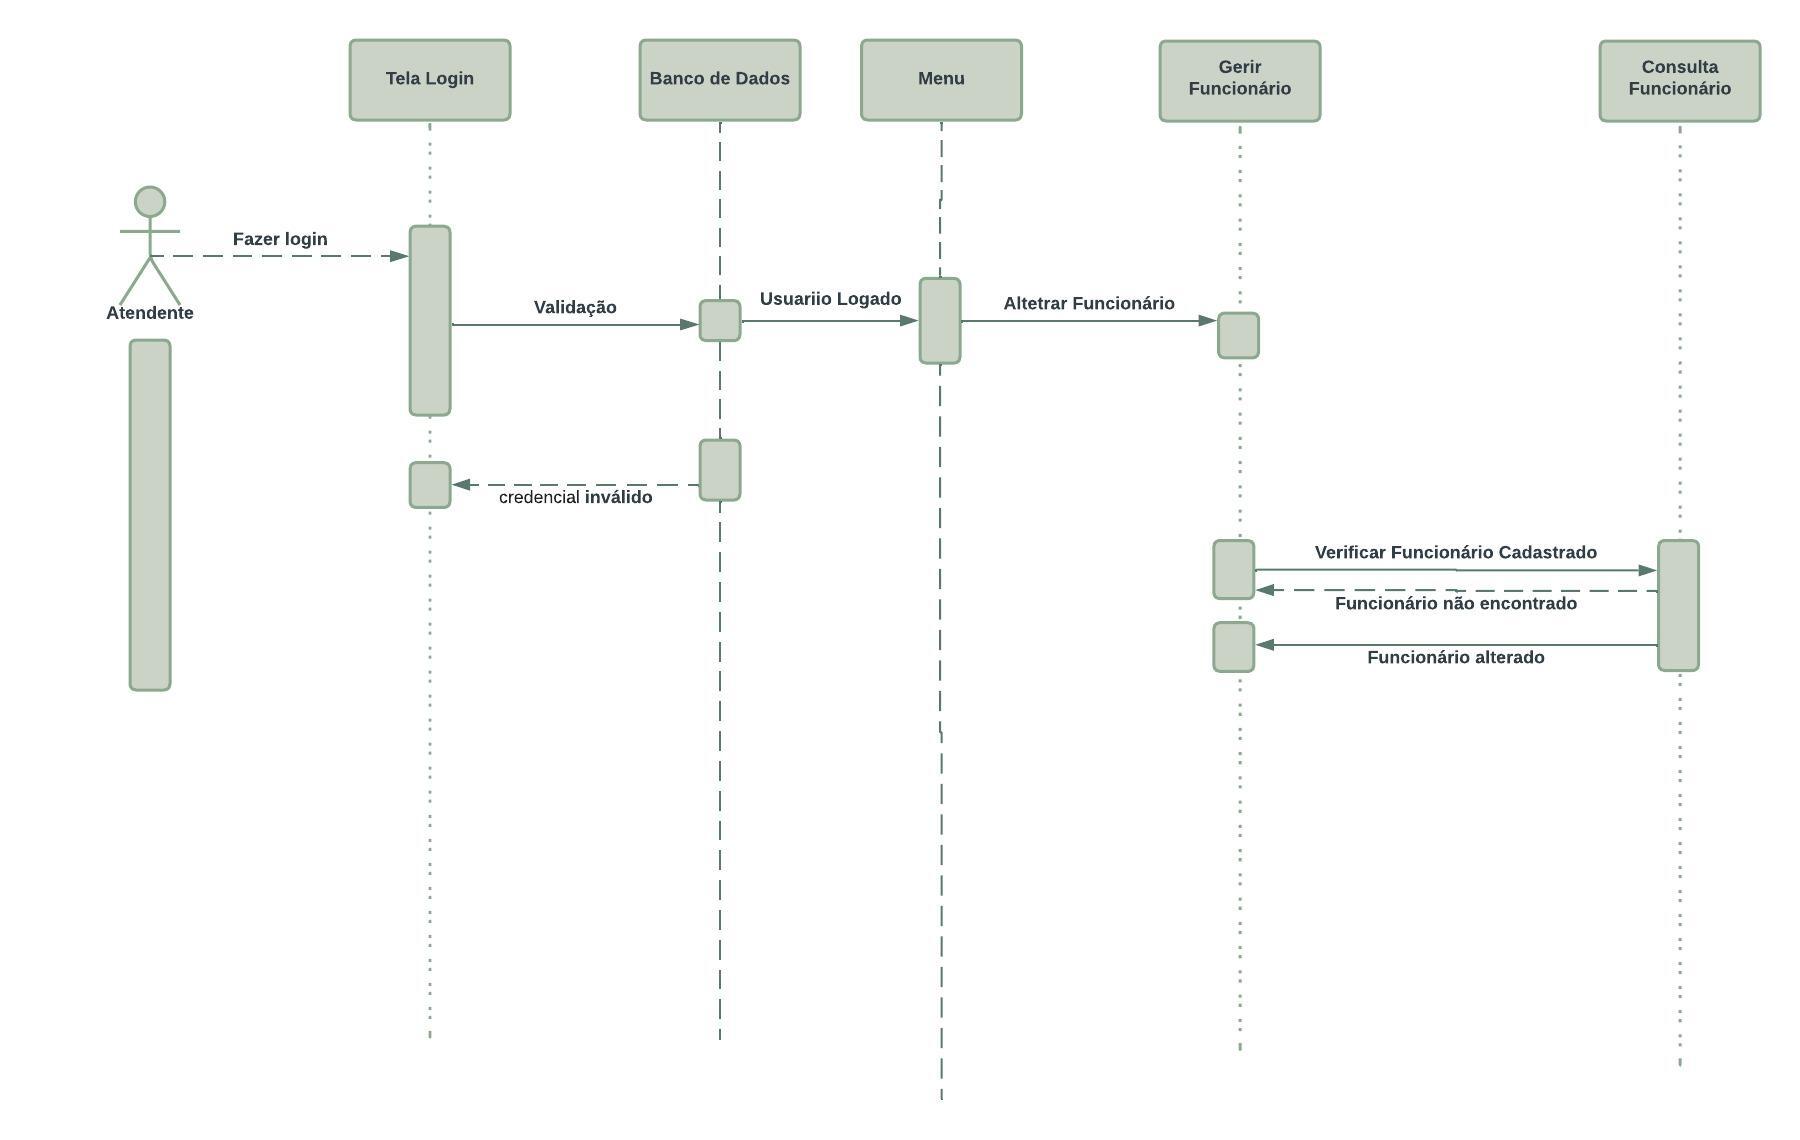 Tela Login
Banco de Dados
Menu
Gerir
Funcionário
Consulta
Funcionário
Fazer login
Atendente
Validação
Usuariio Logado
Altetrar Funcionário
credencial inválido
Verificar Funcionário Cadastrado
Funcionário não encontrado
Funcionário alterado